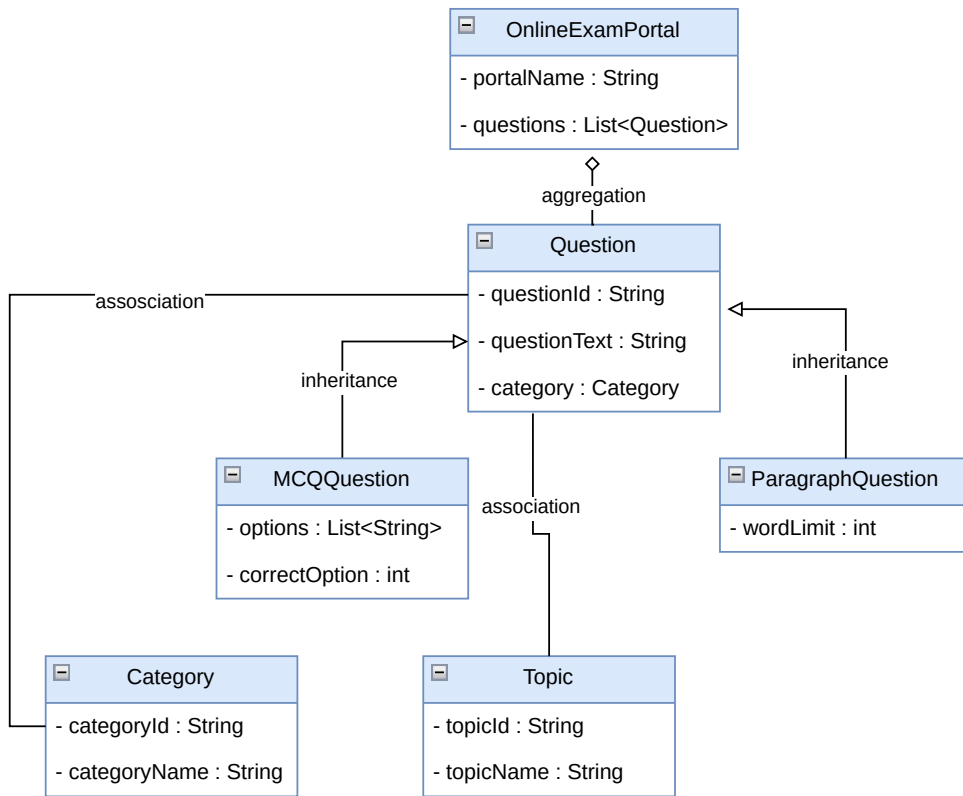 OnlineExamPortal
- portalName : String
- questions : List<Question>
aggregation
Question
- questionId : String
- questionText : String
- category : Category
assosciation
inheritance
inheritance
MCQQuestion
- options : List<String>
- correctOption : int
association
ParagraphQuestion
- wordLimit : int
Category
- categoryId : String
- categoryName : String
Topic
- topicId : String
- topicName : String